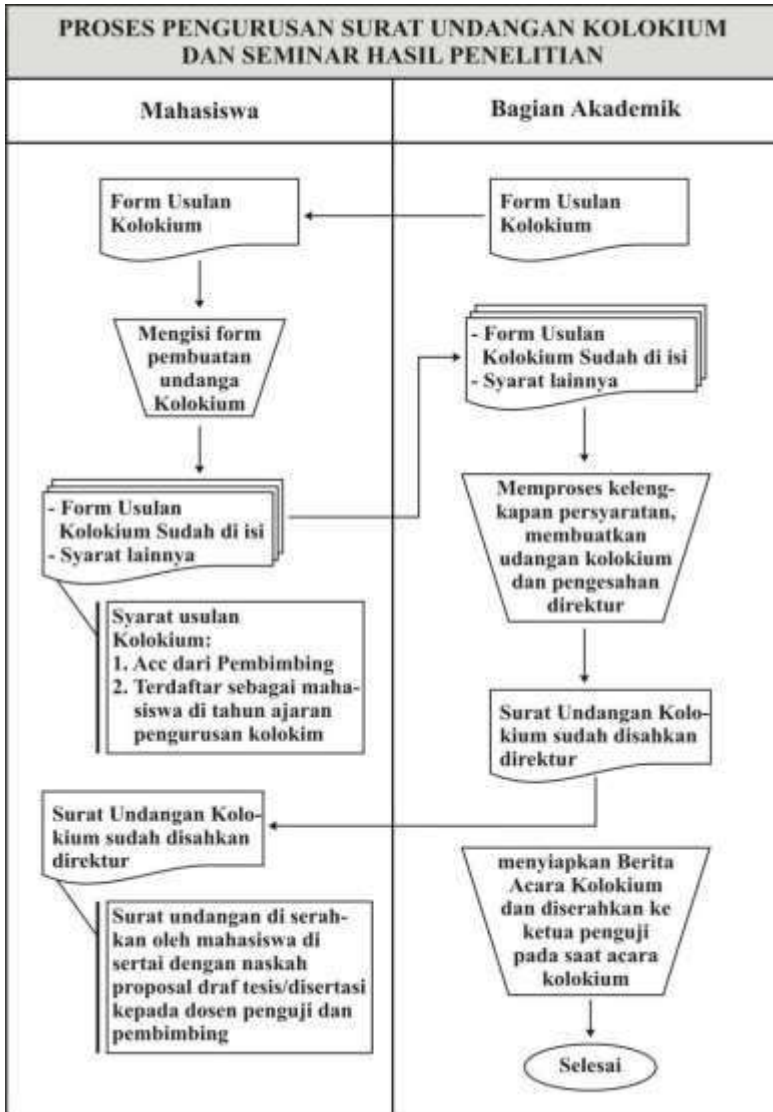 PROSES PENGURUSAN SURAT UNDANGAN KOLOKIUM
DAN SEMINAR HASIL PENELITIAN
Mahasiswa
Bagian Akademik
Form Usulan
Kolokium
Form Usulan
Kolokium
Mengisi form
pembuatan
undanga
Kolokium
- Form Usulan
Kolokium Sudah di isi
- Syarat lainnya
- Form Usulan
Kolokium Sudah di isi
- Syarat lainnya
Memproses keleng-
kapan persyaratan,
membuatkan
udangan kolokium
dan pengesahan
direktur
Syarat usulan
Kolokium:
1. Acc dari Pembimbing
2. Terdaftar sebagai maha-
siswa di tahun ajaran
pengurusan kolokim
Surat Undangan Kolo-
kium sudah disahkan
direktur
Surat Undangan Kolo-
kium sudah disahkan
direktur
menyiapkan Berita
Acara Kolokium
dan diserahkan ke
ketua penguji
pada saat acara
kolokium
Surat undangan di serah-
kan oleh mahasiswa di
sertai dengan naskah
proposal draf tesis/disertasi
kepada dosen penguji dan
pembimbing
Selesai